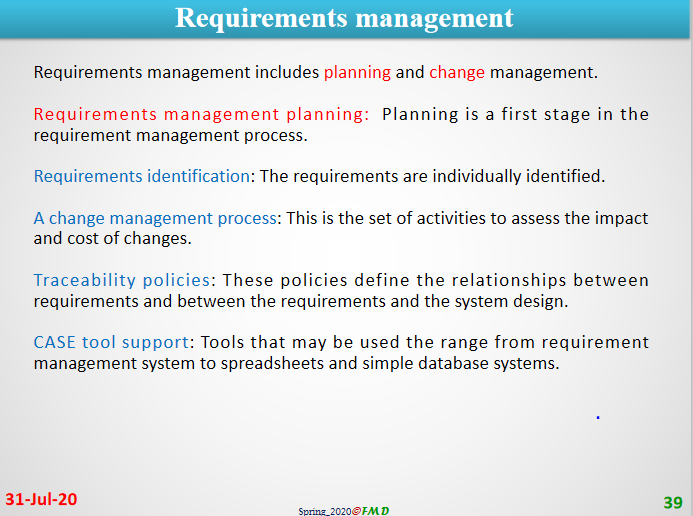 Requirements management
Requirements management includes planning and change management.
Requirements management planning: Planning is a first stage in the
requirement management process.
Requirements identification: The requirements are individually identified.
A change management process: This is the set of activities to assess the impact
and cost of changes.
Traceability policies: These policies define the relationships between
requirements and between the requirements and the system design.
CASE tool support: Tools that may be used the range from requirement
management system to spreadsheets and simple database systems.
31-Jul-20
Spring_2020@FMD
39